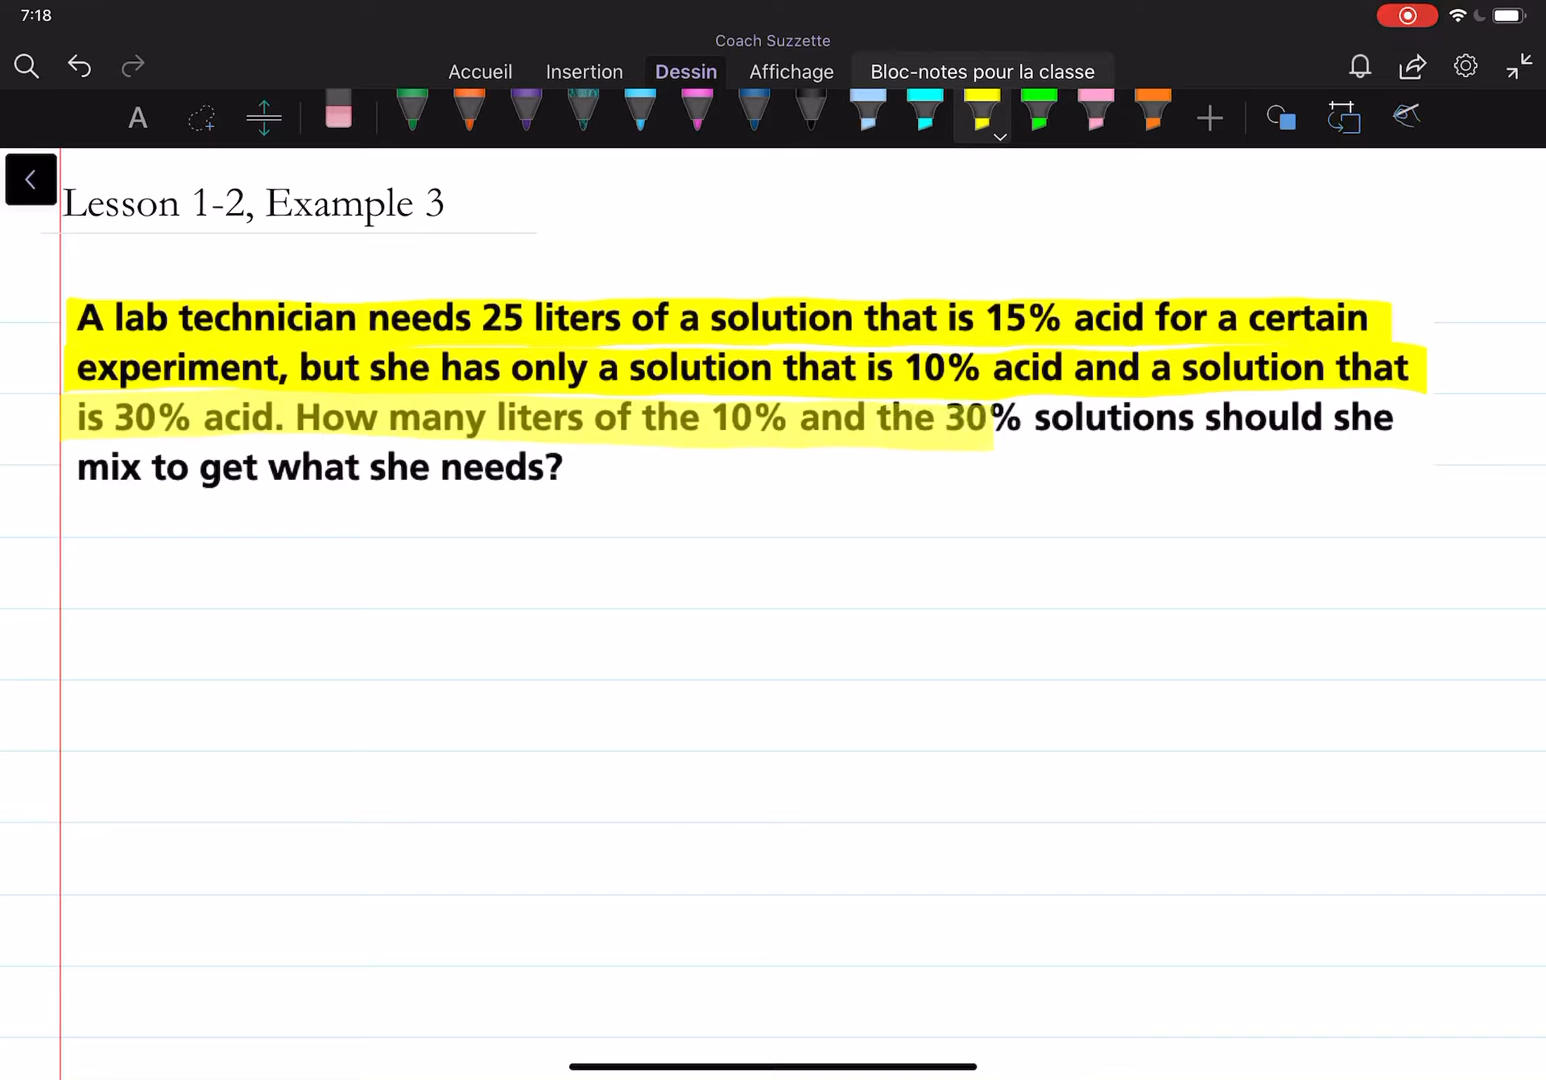 7:18
Coach Suzzette
Accueil Insertion Dessin Affichage Bloc-notes pour la classe
A
Lesson 1-2, Example 3
A lab technician needs 25 liters of a solution that is 15% acid for a certain
experiment, but she has only a solution that is 10% acid and a solution that
is 30% acid. How many liters of the 10% and the 30% solutions should she
mix to get what she needs?